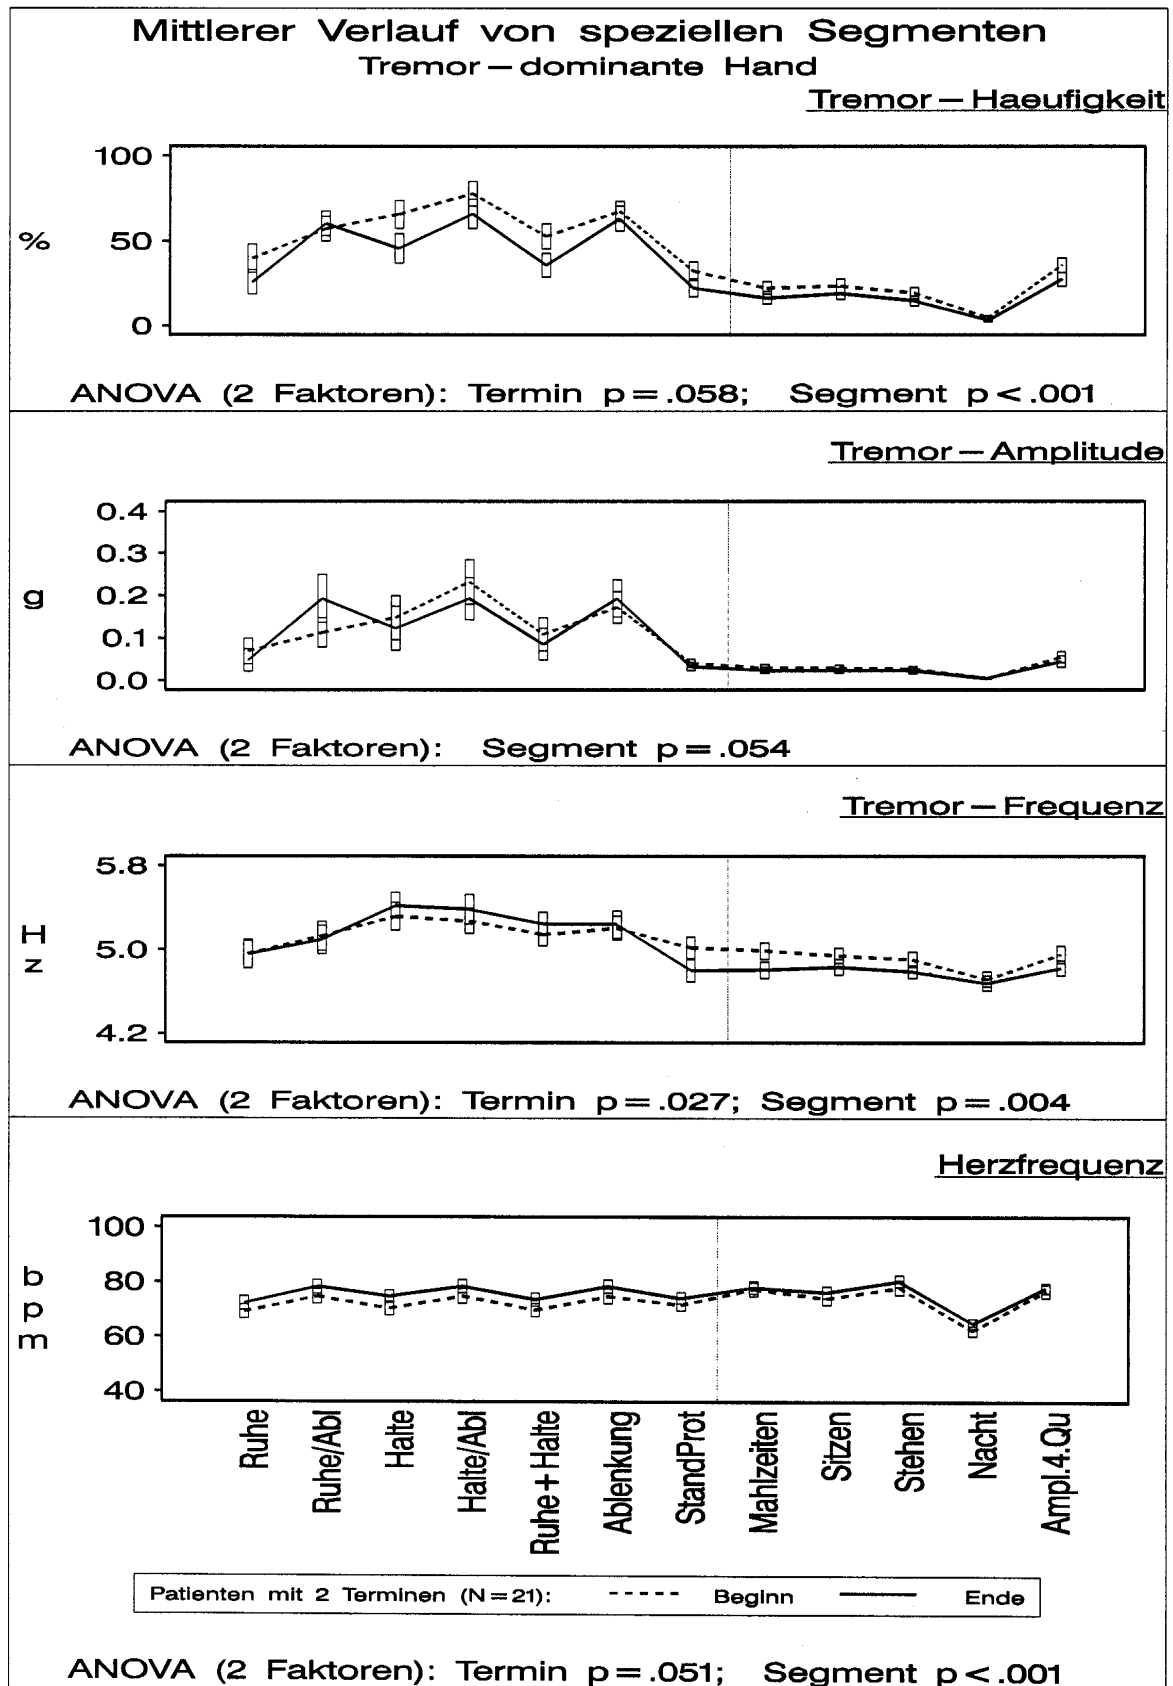 Mittlerer Verlauf von speziellen Segmenten
Tremor – dominante Hand
Tremor – Haeufigkeit
100
50
0
%
ANOVA (2 Faktoren): Termin p = .058; Segment p < .001
Tremor – Amplitude
0.4
0.3
0.2
0.1
0.0
g
ANOVA (2 Faktoren): Segment p = .054
Tremor – Frequenz
5.8
5.0
4.2
Hz
ANOVA (2 Faktoren): Termin p = .027; Segment p = .004
Herzfrequenz
100
80
60
40
bpm
Ruhe
Ruhe/Abl
Halte
Halte/Abl
Ruhe + Halte
Ablenkung
StandProt
Mahlzeiten
Sitzen
Stehen
Nacht
Ampl.4.Qu
Patienten mit 2 Terminen (N = 21): Beginn Ende
ANOVA (2 Faktoren): Termin p = .051; Segment p < .001